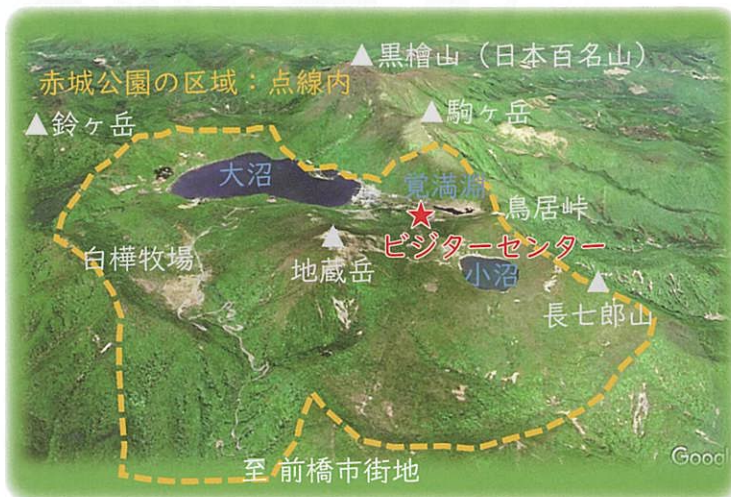 ▲黒檜山（日本百名山）
赤城公園の区域：点線内
▲鈴ヶ岳
▲駒ヶ岳
大沼
覚満淵
鳥居峠
★
ビジターセンター
白樺牧場
▲
地蔵岳
小沼
▲
長七郎山
至 前橋市街地
Googl